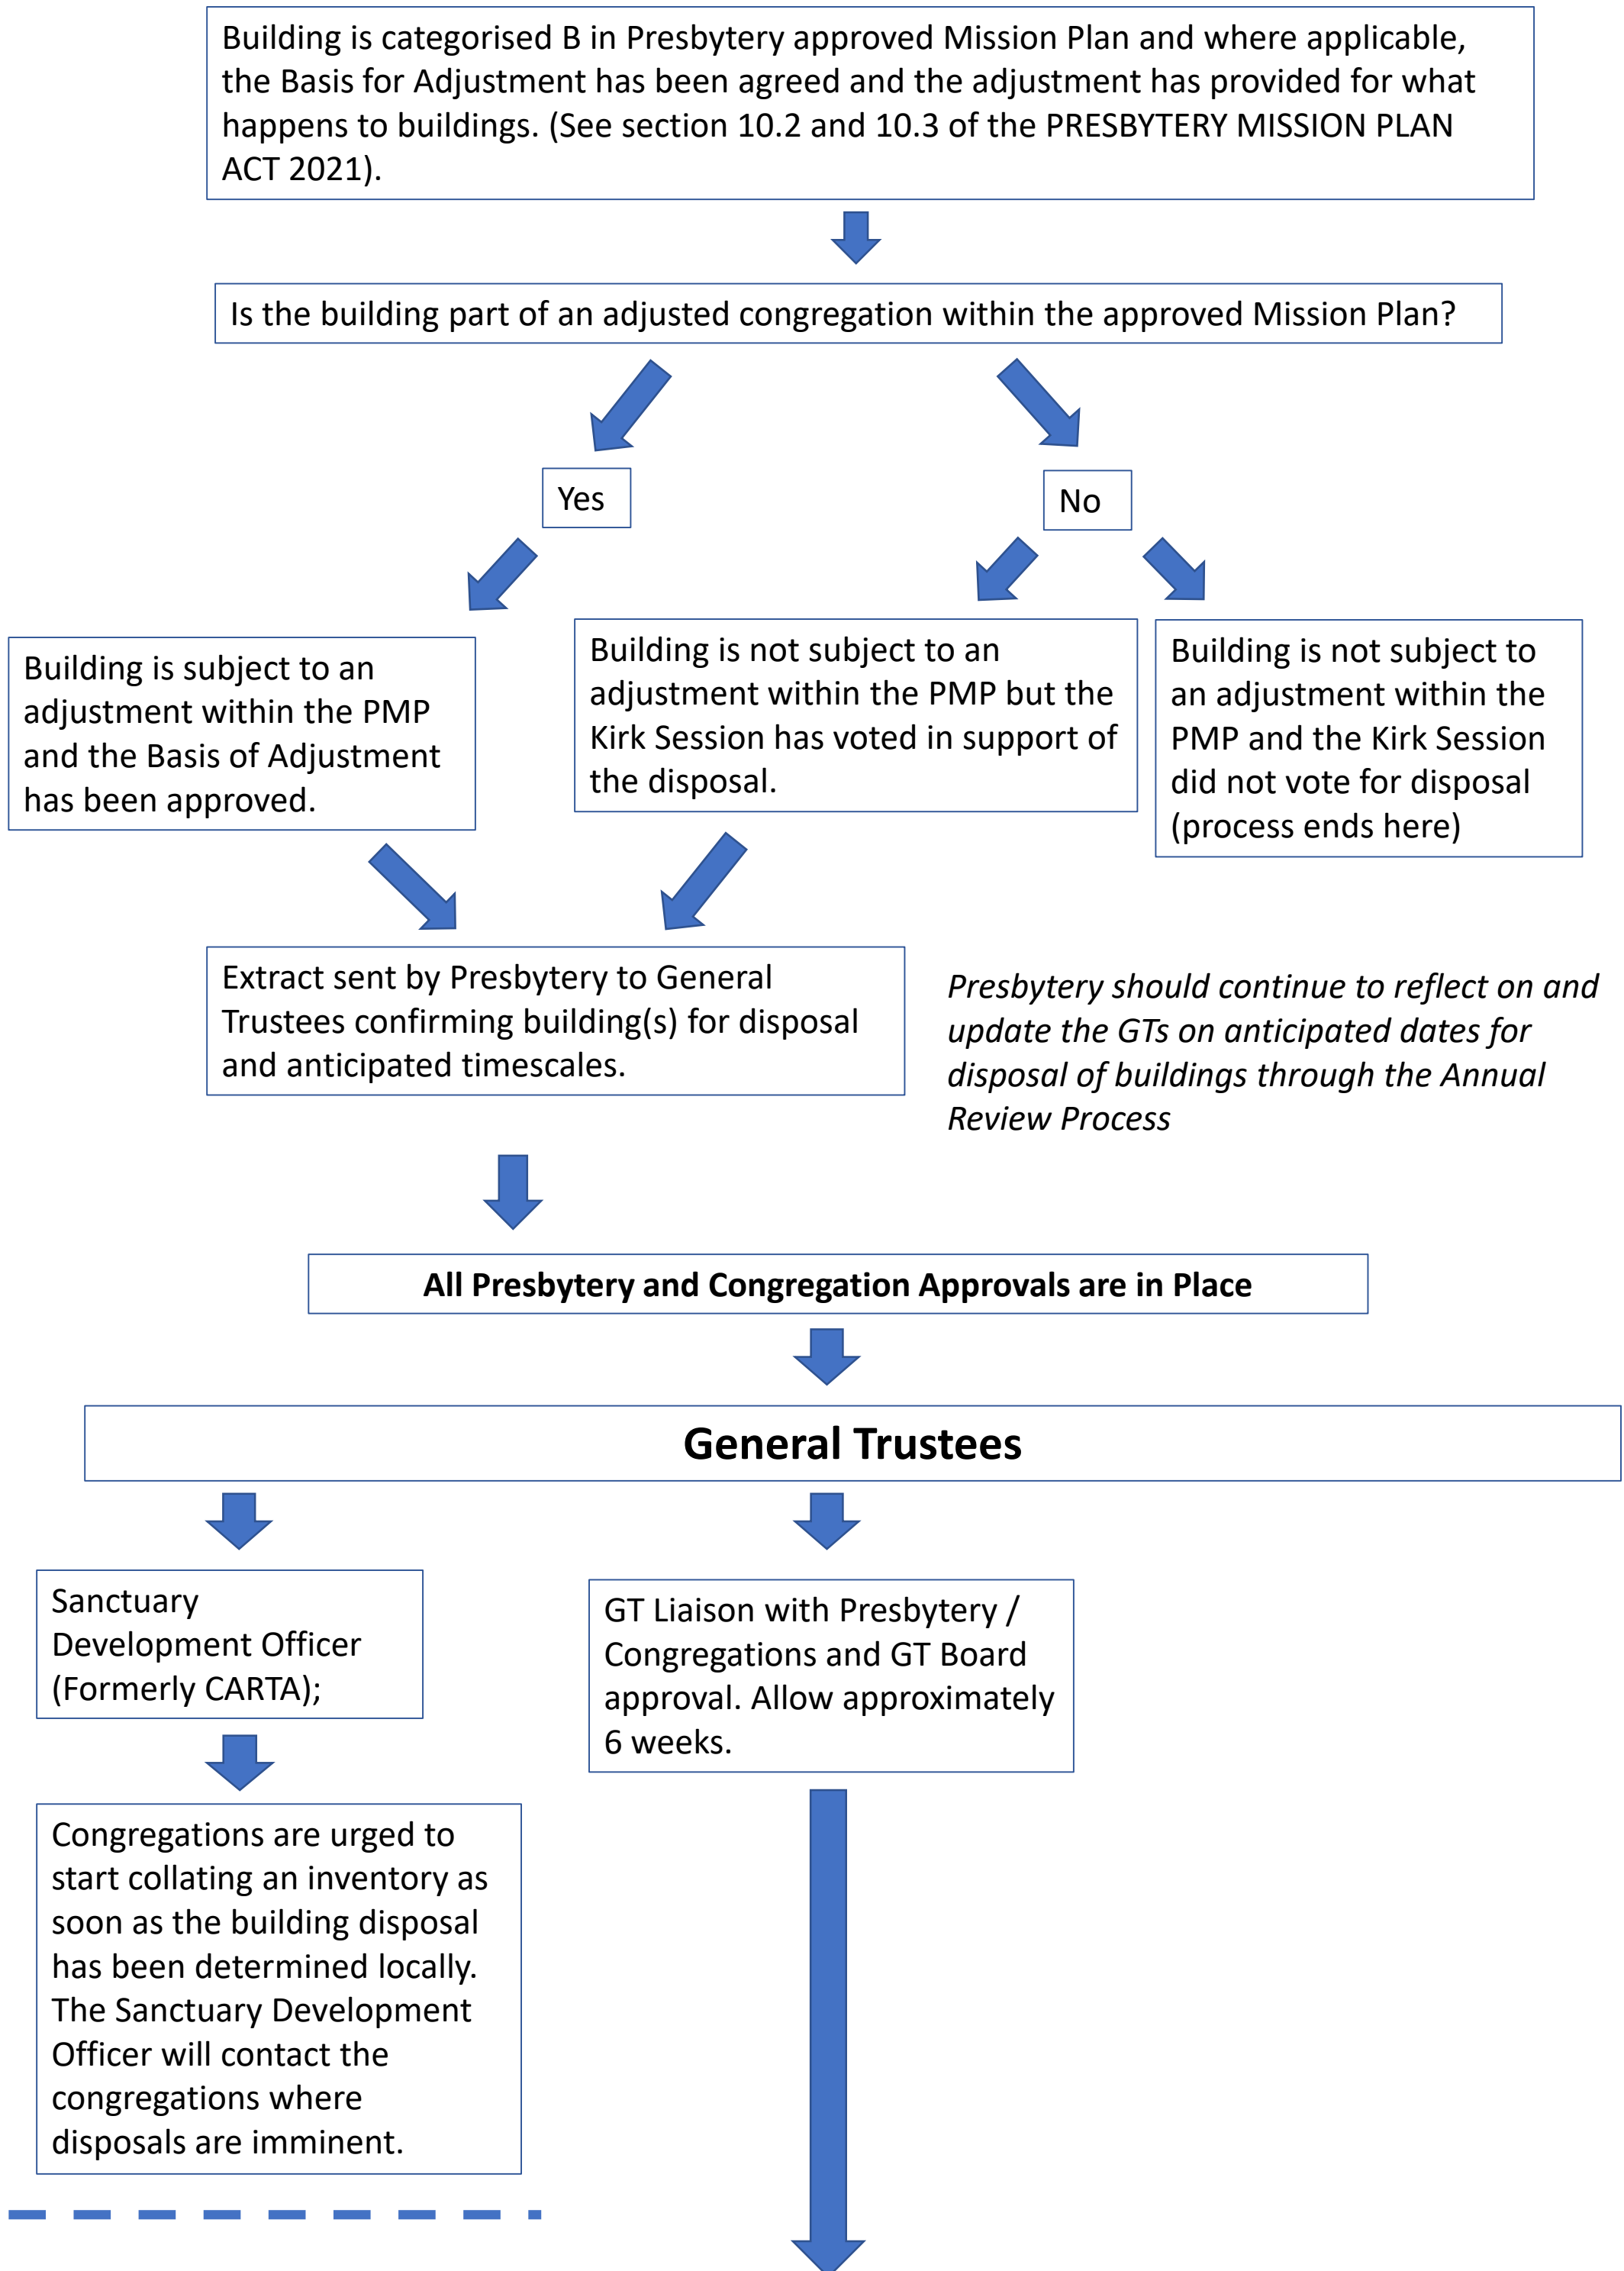 Building is categorised B in Presbytery approved Mission Plan and where applicable,
the Basis for Adjustment has been agreed and the adjustment has provided for what
happens to buildings. (See section 10.2 and 10.3 of the PRESBYTERY MISSION PLAN
ACT 2021).
Is the building part of an adjusted congregation within the approved Mission Plan?
Yes
No
Building is subject to an
adjustment within the PMP
and the Basis of Adjustment
has been approved.
Building is not subject to an
adjustment within the PMP but the
Kirk Session has voted in support of
the disposal.
Building is not subject to
an adjustment within the
PMP and the Kirk Session
did not vote for disposal
(process ends here)
Extract sent by Presbytery to General
Trustees confirming building(s) for disposal
and anticipated timescales.
Presbytery should continue to reflect on and
update the GTs on anticipated dates for
disposal of buildings through the Annual
Review Process
All Presbytery and Congregation Approvals are in Place
General Trustees
Sanctuary
Development Officer
(Formerly CARTA);
GT Liaison with Presbytery /
Congregations and GT Board
approval. Allow approximately
6 weeks.
Congregations are urged to
start collating an inventory as
soon as the building disposal
has been determined locally.
The Sanctuary Development
Officer will contact the
congregations where
disposals are imminent.